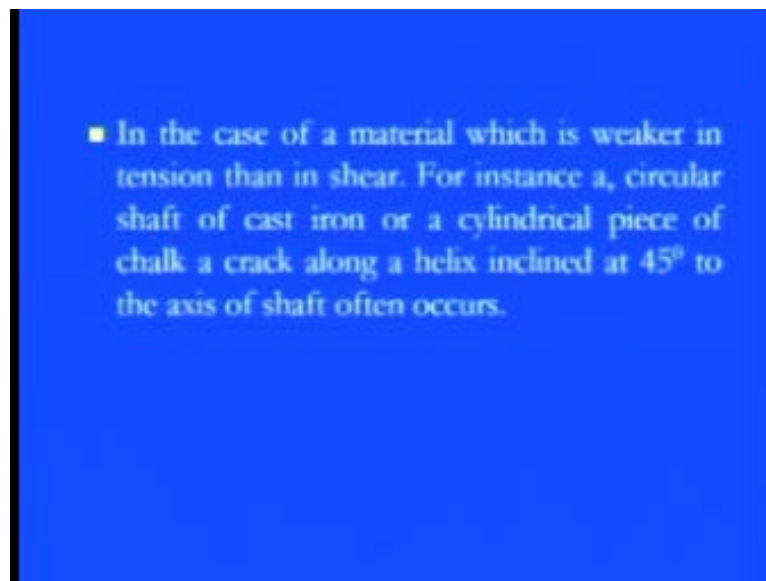 In the case of a material which is weaker in
tension than in shear. For instance a, circular
shaft of cast iron or a cylindrical piece of
chalk a crack along a helix inclined at 45⁰ to
the axis of shaft often occurs.